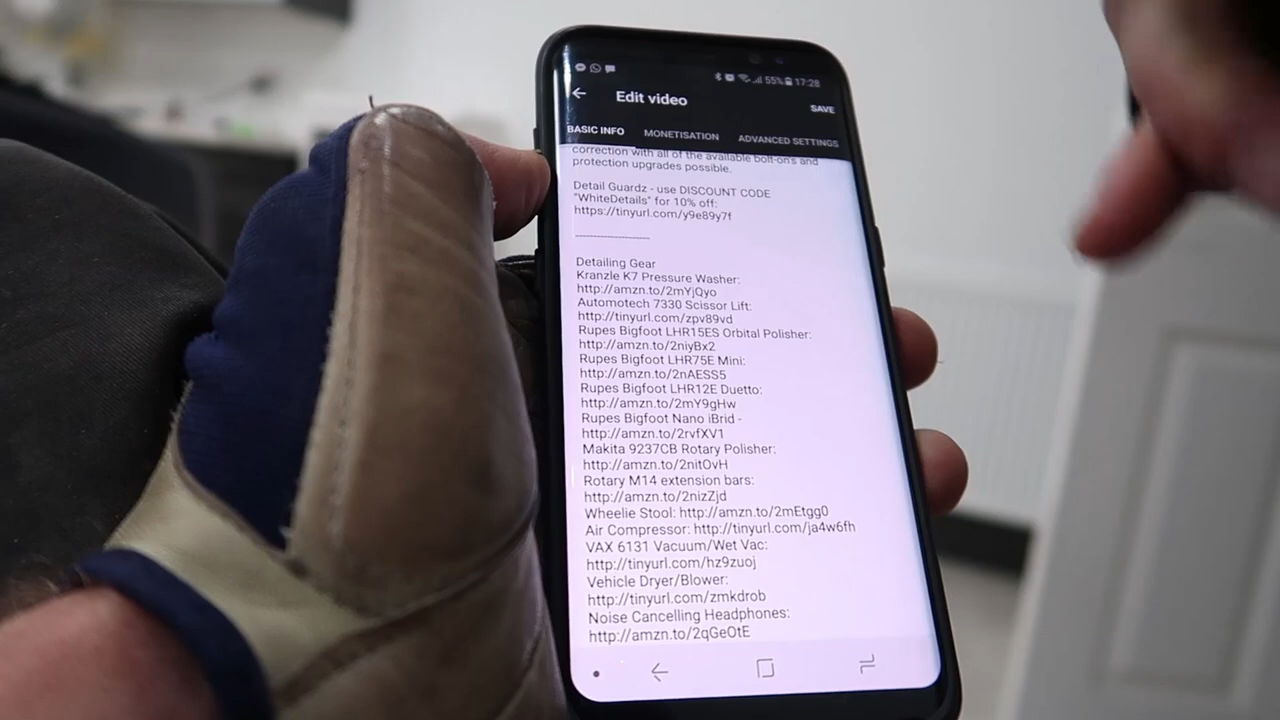 55% 17:28
Edit video
SAVE
BASIC INFO MONETISATION ADVANCED SETTINGS
correction with all of the available bolt-on's and
protection upgrades possible.
Detail Guardz - use DISCOUNT CODE
"WhiteDetails" for 10% off:
https://tinyurl.com/y9e89y7f
--------------------
Detailing Gear
Kranzle K7 Pressure Washer:
http://amzn.to/2mYjQyo
Automotech 7330 Scissor Lift:
http://tinyurl.com/zpv89vd
Rupes Bigfoot LHR15ES Orbital Polisher:
http://amzn.to/2niyBx2
Rupes Bigfoot LHR75E Mini:
http://amzn.to/2nAESS5
Rupes Bigfoot LHR12E Duetto:
http://amzn.to/2mY9gHw
Rupes Bigfoot Nano iBrid -
http://amzn.to/2rvfXV1
Makita 9237CB Rotary Polisher:
http://amzn.to/2nitOvH
Rotary M14 extension bars:
http://amzn.to/2nizZjd
Wheelie Stool: http://amzn.to/2mEtgg0
Air Compressor: http://tinyurl.com/ja4w6fh
VAX 6131 Vacuum/Wet Vac:
http://tinyurl.com/hz9zuoj
Vehicle Dryer/Blower:
http://tinyurl.com/zmkdrob
Noise Cancelling Headphones:
http://amzn.to/2qGeOtE